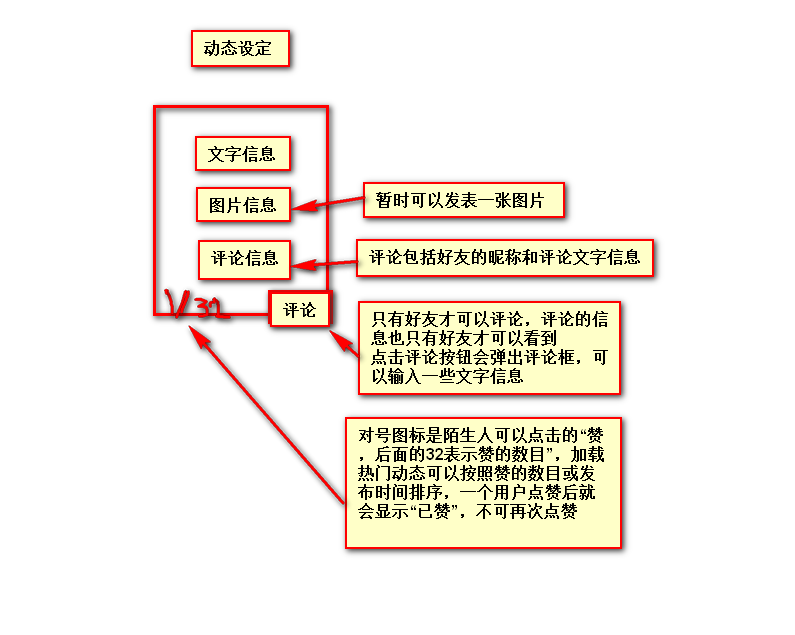 动态设定
文字信息
图片信息
暂时可以发表一张图片
评论信息
评论包括好友的昵称和评论文字信息
V 32
评论
只有好友才可以评论，评论的信
息也只有好友才可以看到
点击评论按钮会弹出评论框，可
以输入一些文字信息
对号图标是陌生人可以点击的“赞
，后面的32表示赞的数目”，加载
热门动态可以按照赞的数目或发
布时间排序，一个用户点赞后就
会显示“已赞”，不可再次点赞